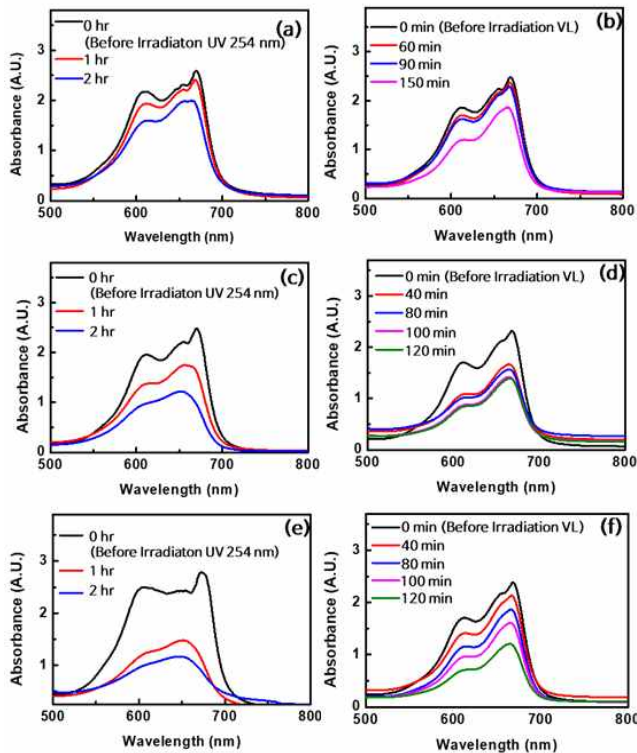 (a)
0 hr
(Before Irradiaton UV 254 nm)
1 hr
2 hr
Absorbance (A.U.)
3
2
1
0
500 600 700 800
Wavelength (nm)
(b)
0 min (Before Irradiation VL)
60 min
90 min
150 min
Absorbance (A.U.)
3
2
1
0
500 600 700 800
Wavelength (nm)
(c)
0 hr
(Before Irradiaton UV 254 nm)
1 hr
2 hr
Absorbance (A.U.)
3
2
1
0
500 600 700 800
Wavelength (nm)
(d)
0 min (Before Irradiation VL)
40 min
80 min
100 min
120 min
Absorbance (A.U.)
3
2
1
0
500 600 700 800
Wavelength (nm)
(e)
0 hr
(Before Irradiaton UV 254 nm)
1 hr
2 hr
Absorbance (A.U.)
3
2
1
500 600 700 800
Wavelength (nm)
(f)
0 min (Before Irradiation VL)
40 min
80 min
100 min
120 min
Absorbance (A.U.)
3
2
1
0
500 600 700 800
Wavelength (nm)